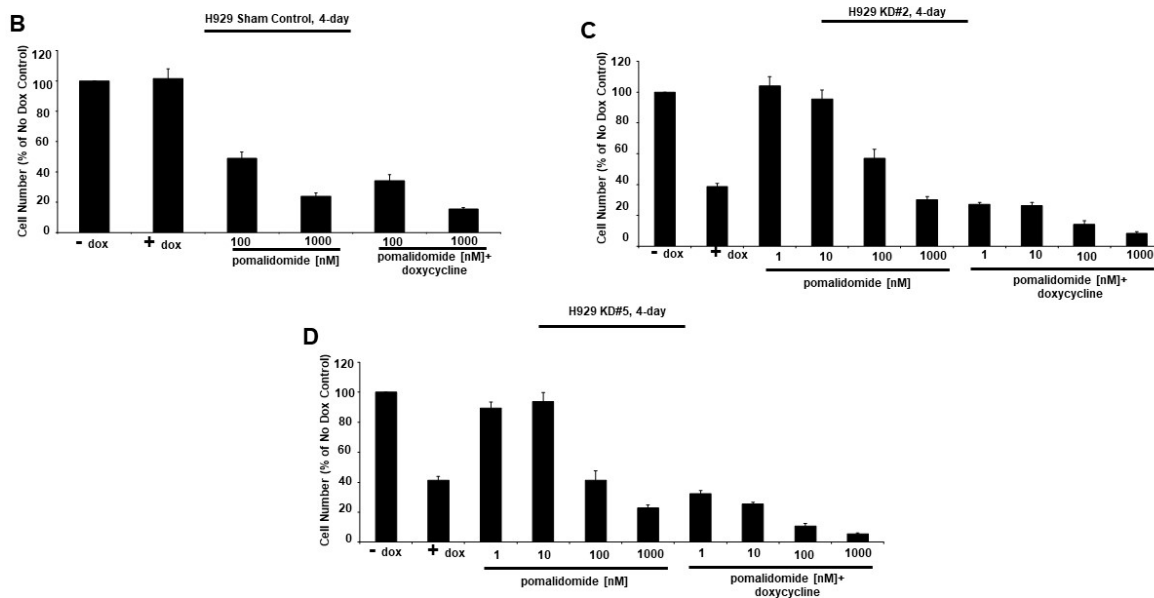 B
H929 Sham Control, 4-day
Cell Number (% of No Dox Control)
120
100
80
60
40
20
0
- dox
+ dox
100
1000
100
1000
pomalidomide [nM]
pomalidomide [nM]+
doxycycline
C
H929 KD#2, 4-day
Cell Number (% of No Dox Control)
120
100
80
60
40
20
0
- dox
+ dox
1
10
100
1000
1
10
100
1000
pomalidomide [nM]
pomalidomide [nM]+
doxycycline
D
H929 KD#5, 4-day
Cell Number (% of No Dox Control)
120
100
80
60
40
20
0
- dox
+ dox
1
10
100
1000
1
10
100
1000
pomalidomide [nM]
pomalidomide [nM]+
doxycycline